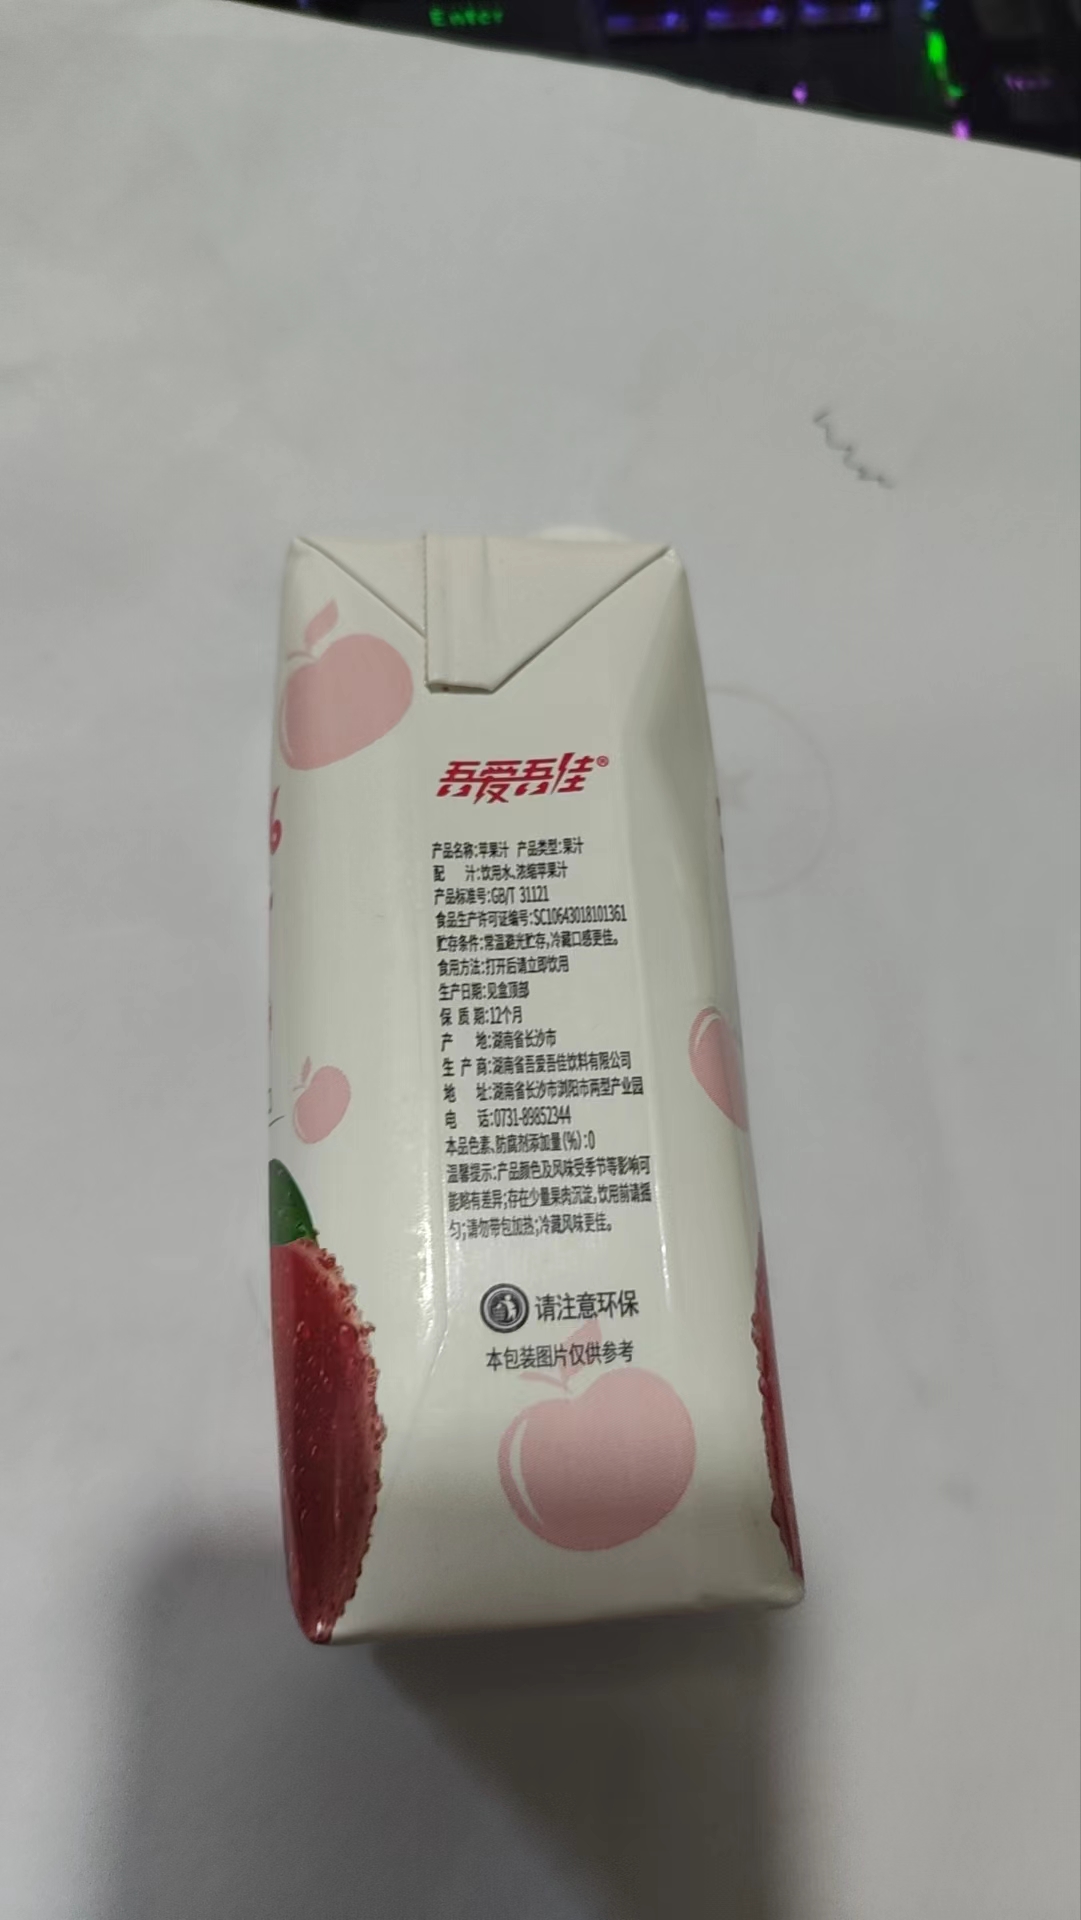 Enter
吾爱吾佳®
产品名称:苹果汁 产品类型:果汁
配 汁:饮用水、浓缩苹果汁
产品标准号:GB/T 31121
食品生产许可证编号:SC10643018101361
贮存条件:常温避光贮存,冷藏口感更佳。
食用方法:打开后请立即饮用
生产日期:见盒顶部
保 质 期:12个月
产 地:湖南省长沙市
生 产 商:湖南省吾爱吾佳饮料有限公司
地 址:湖南省长沙市浏阳市两型产业园
电 话:0731-89852344
本品色素、防腐剂添加量(%):0
温馨提示:产品颜色及风味受季节等影响可
能略有差异;存在少量果肉沉淀,饮用前请摇
匀;请勿带包加热;冷藏风味更佳。
请注意环保
本包装图片仅供参考